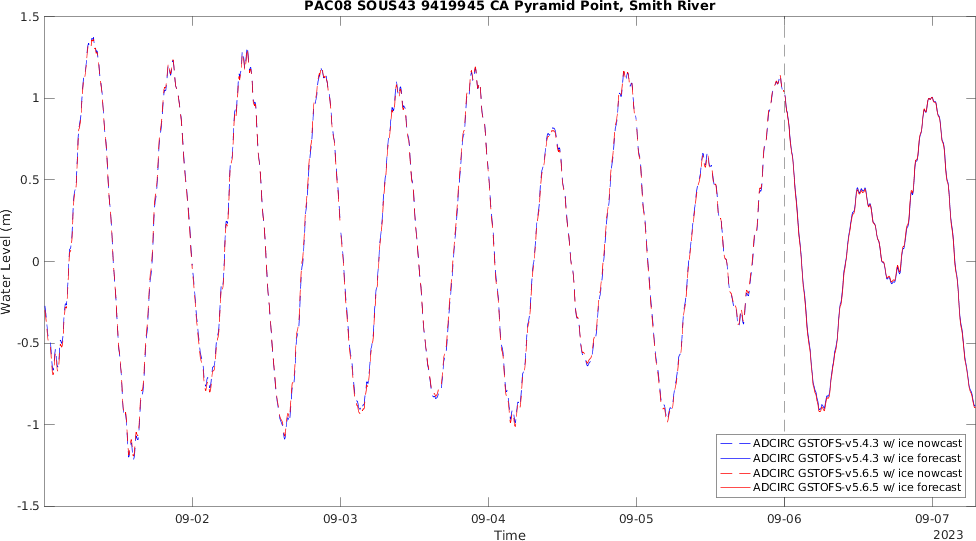 PAC08 SOUS43 9419945 CA Pyramid Point, Smith River
1.5
1
0.5
0
-0.5
-1
-1.5
Water Level (m)
09-02
09-03
09-04
09-05
09-06
09-07
Time
2023
ADCIRC GSTOFS-v5.4.3 w/ ice nowcast
ADCIRC GSTOFS-v5.4.3 w/ ice forecast
ADCIRC GSTOFS-v5.6.5 w/ ice nowcast
ADCIRC GSTOFS-v5.6.5 w/ ice forecast